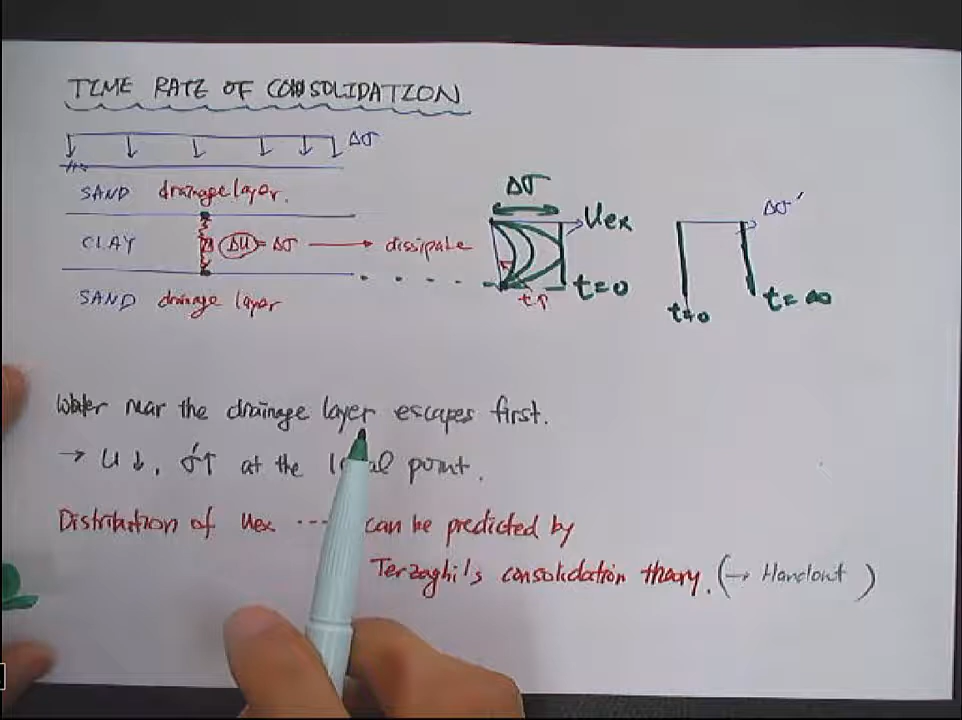 TIME RATE OF CONSOLIDATION
Δσ
SAND drainage layer.
CLAY ΔU = Δσ → dissipate
SAND drainage layer
Δσ
Uex
t=0
t↑
Δσ'
t=0
t=∞
Water near the drainage layer escapes first.
→ U↓, σ'↑ at the point.
Distribution of Uex ... can be predicted by
Terzaghi's consolidation theory. (→ Handout)